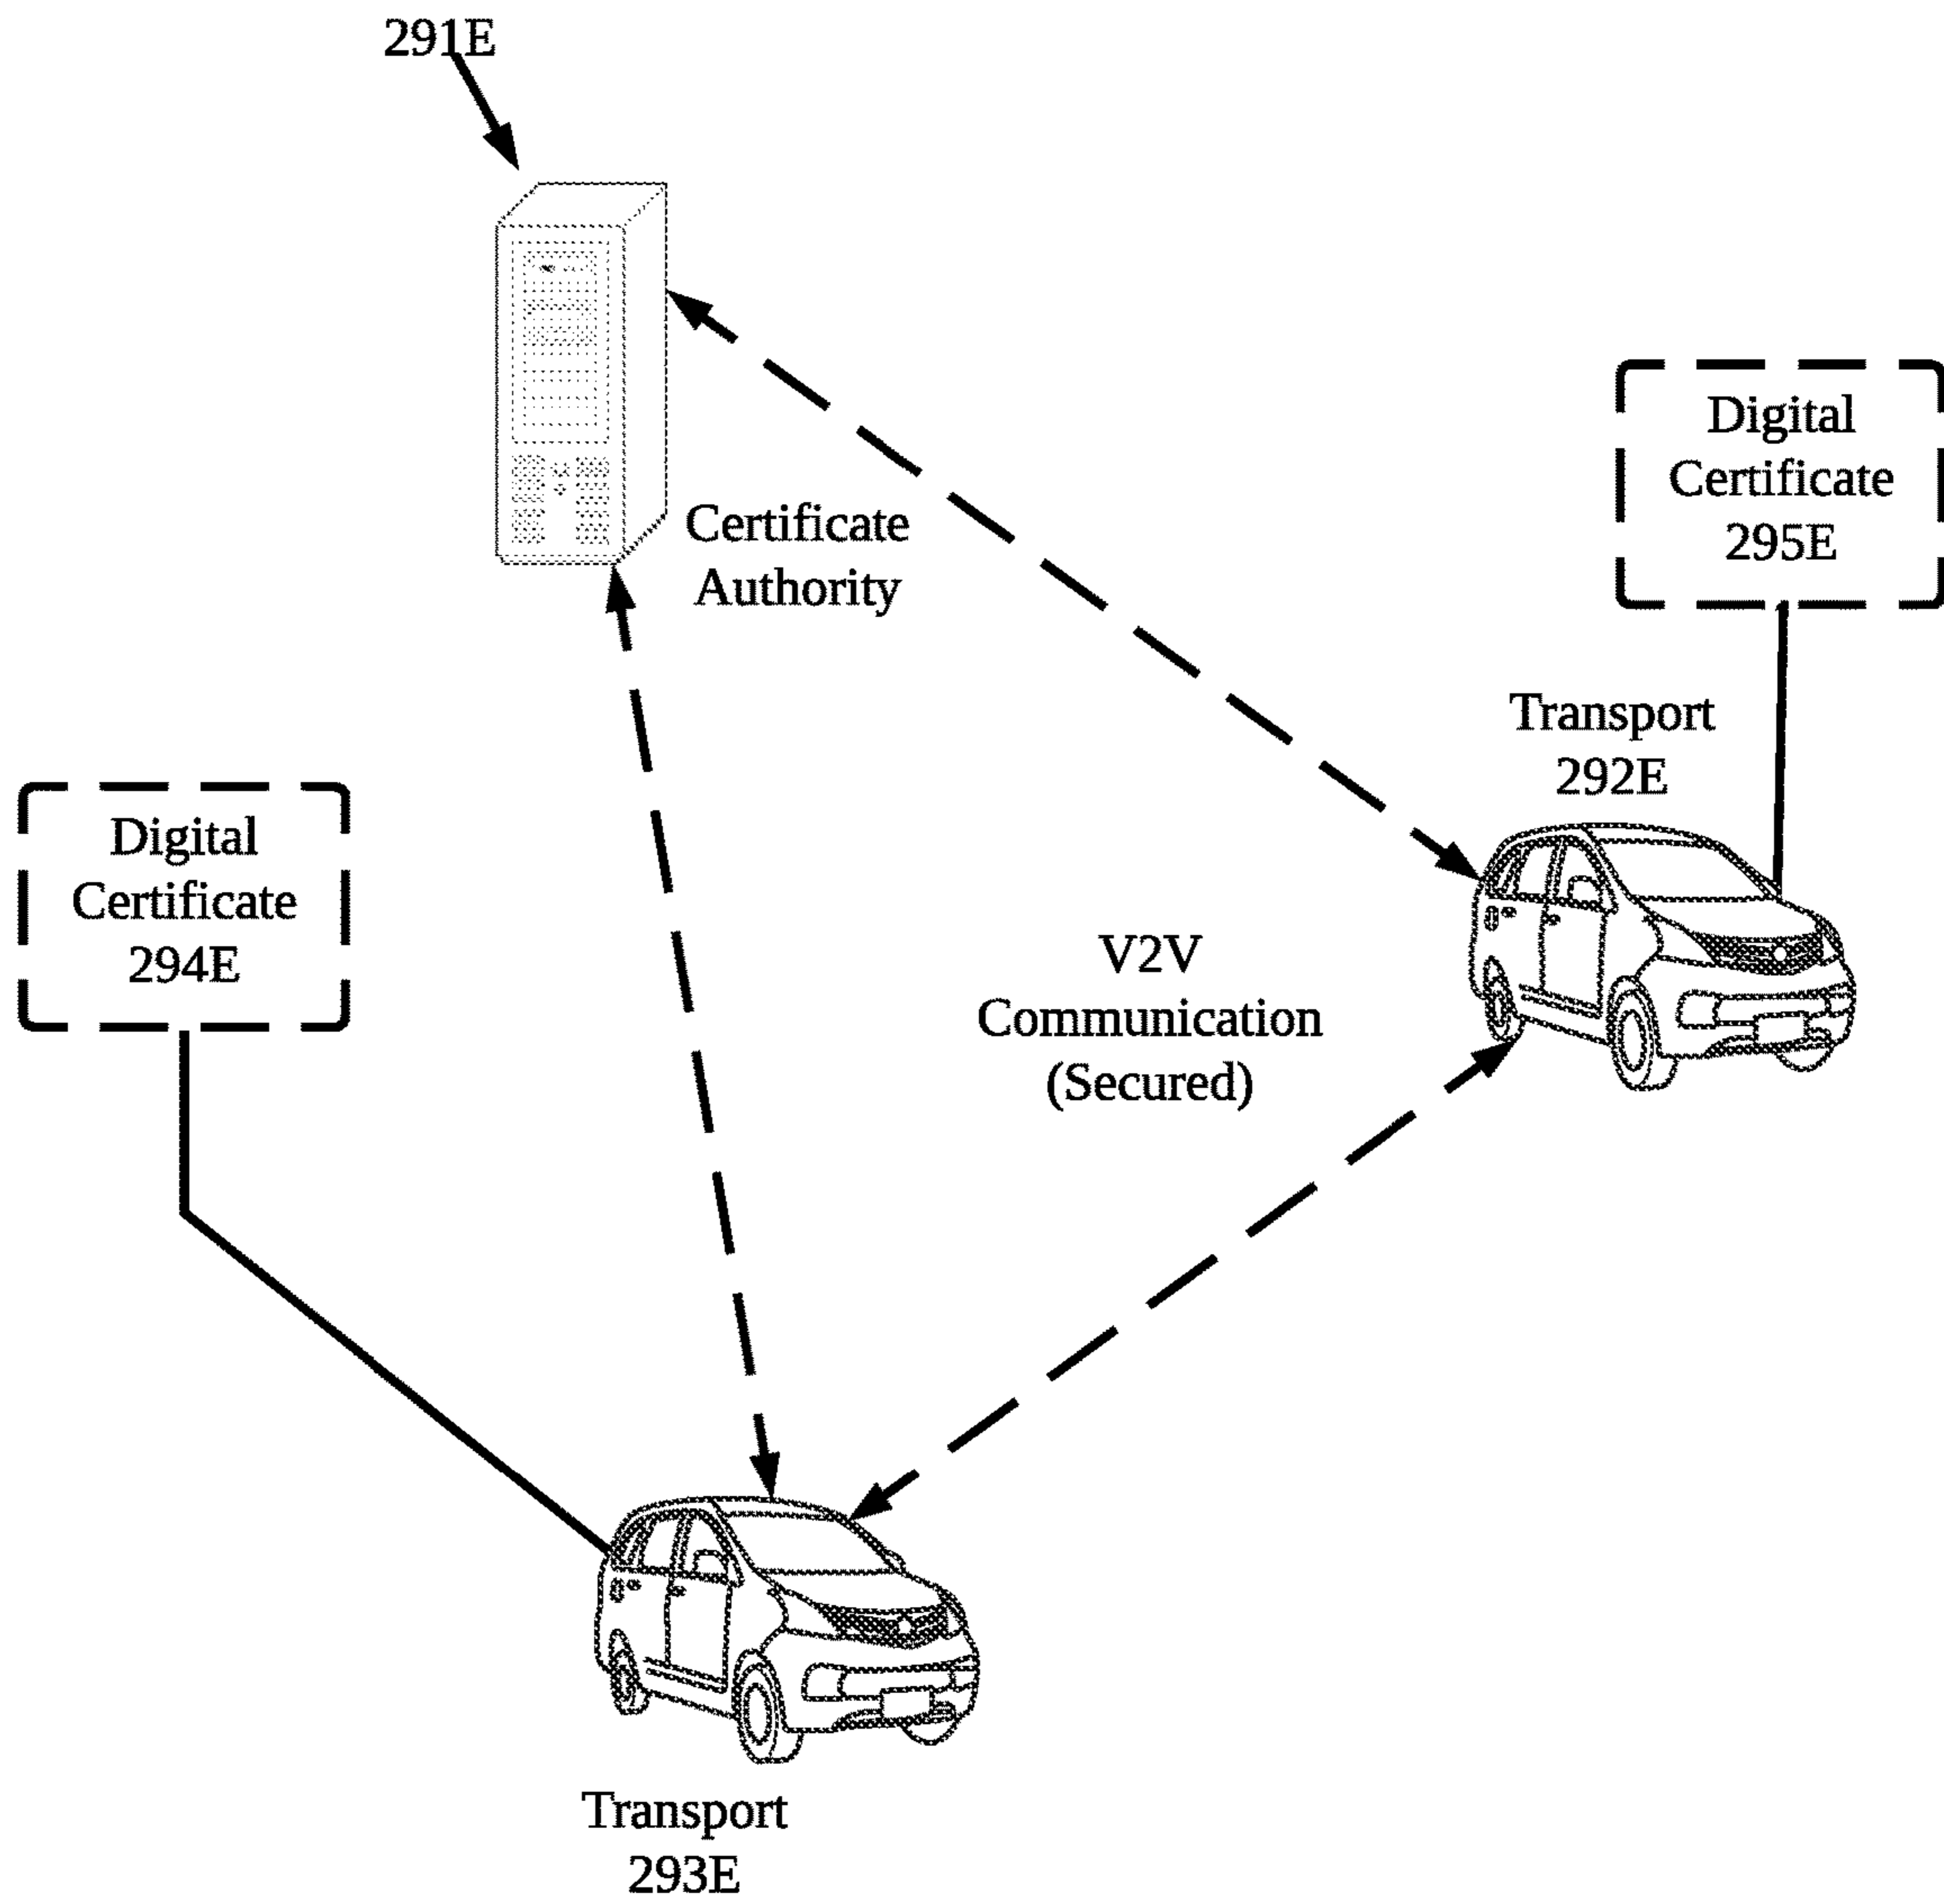 291E
Certificate
Authority
Digital
Certificate
295E
Transport
292E
Digital
Certificate
294E
V2V
Communication
(Secured)
Transport
293E